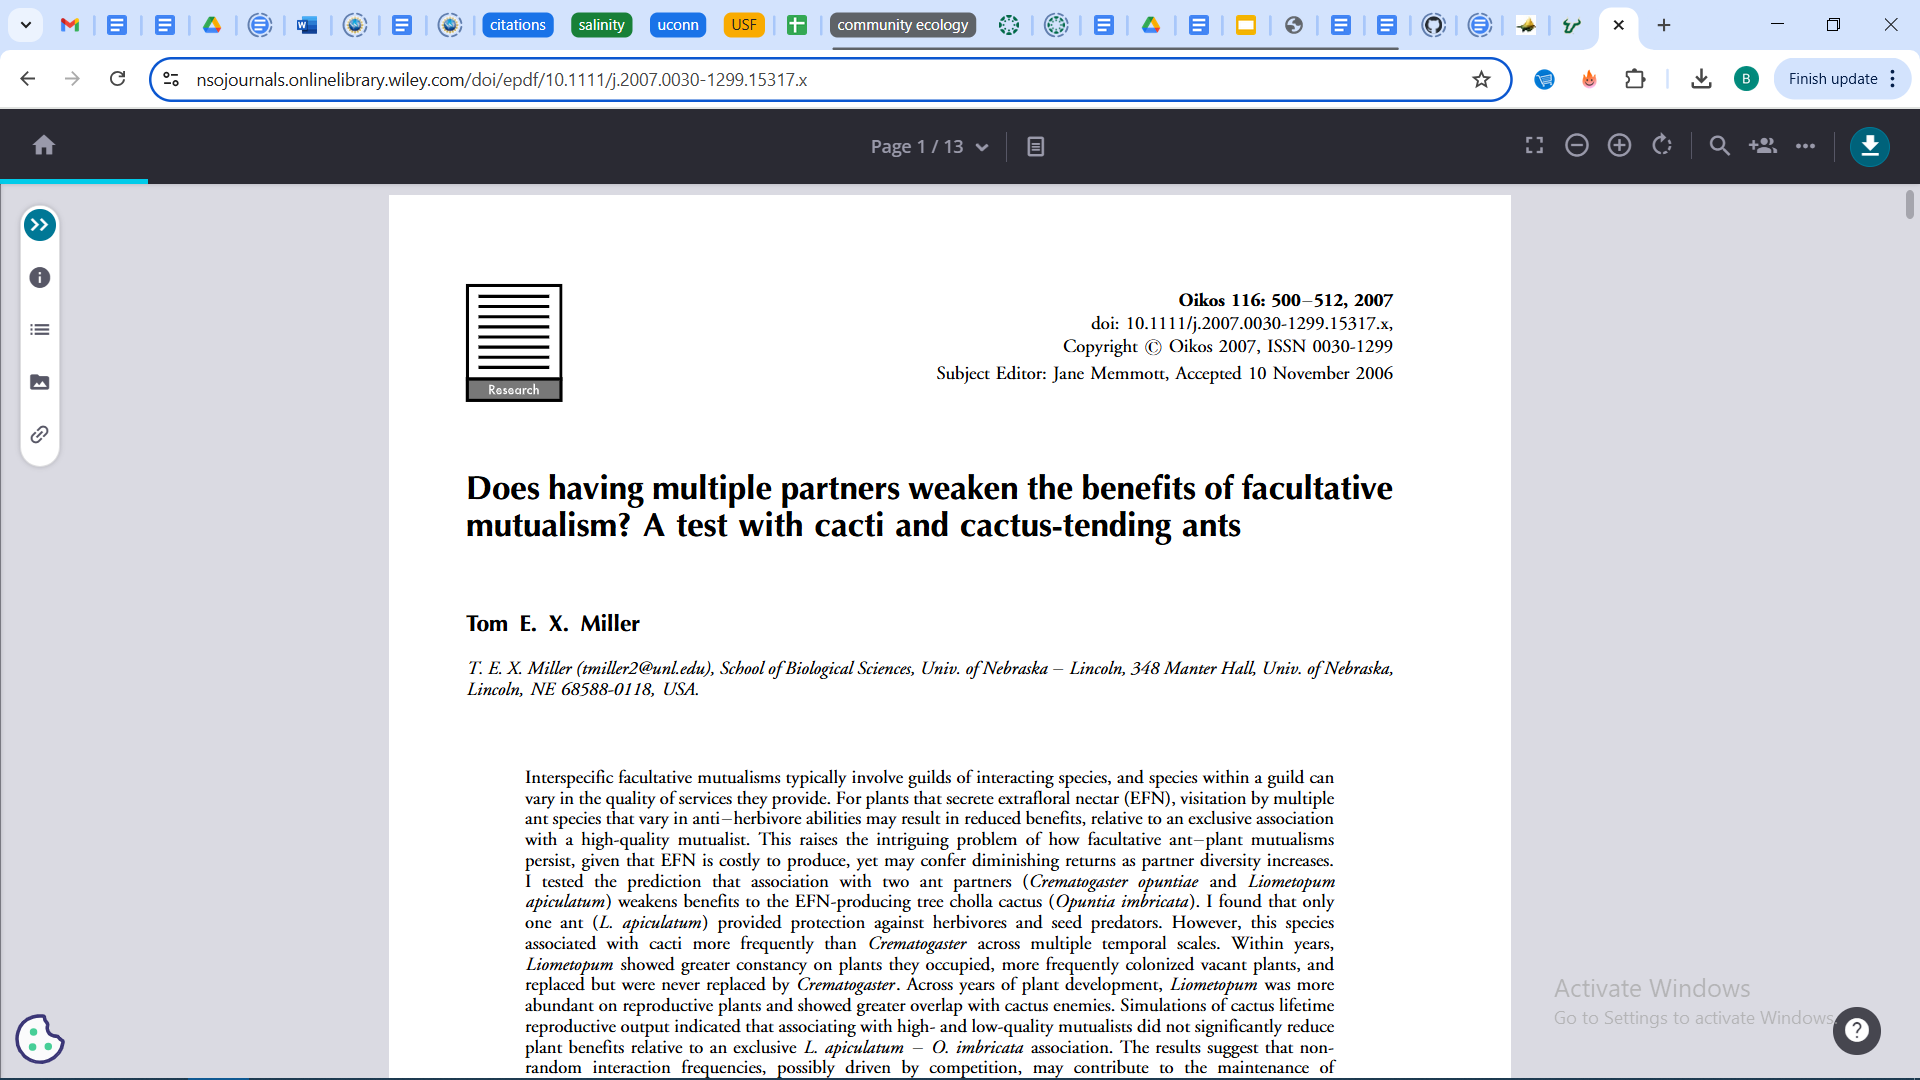 citations
salinity
uconn
USF
community ecology
nsojournals.onlinelibrary.wiley.com/doi/epdf/10.1111/j.2007.0030-1299.15317.x
B
Finish update
Page 1 / 13
Research
Oikos 116: 500–512, 2007
doi: 10.1111/j.2007.0030-1299.15317.x,
Copyright © Oikos 2007, ISSN 0030-1299
Subject Editor: Jane Memmott, Accepted 10 November 2006
Does having multiple partners weaken the benefits of facultative
mutualism? A test with cacti and cactus-tending ants
Tom E. X. Miller
T. E. X. Miller (tmiller2@unl.edu), School of Biological Sciences, Univ. of Nebraska – Lincoln, 348 Manter Hall, Univ. of Nebraska,
Lincoln, NE 68588-0118, USA.
Interspecific facultative mutualisms typically involve guilds of interacting species, and species within a guild can
vary in the quality of services they provide. For plants that secrete extrafloral nectar (EFN), visitation by multiple
ant species that vary in anti–herbivore abilities may result in reduced benefits, relative to an exclusive association
with a high-quality mutualist. This raises the intriguing problem of how facultative ant–plant mutualisms
persist, given that EFN is costly to produce, yet may confer diminishing returns as partner diversity increases.
I tested the prediction that association with two ant partners (Crematogaster opuntiae and Liometopum
apiculatum) weakens benefits to the EFN-producing tree cholla cactus (Opuntia imbricata). I found that only
one ant (L. apiculatum) provided protection against herbivores and seed predators. However, this species
associated with cacti more frequently than Crematogaster across multiple temporal scales. Within years,
Liometopum showed greater constancy on plants they occupied, more frequently colonized vacant plants, and
replaced but were never replaced by Crematogaster. Across years of plant development, Liometopum was more
abundant on reproductive plants and showed greater overlap with cactus enemies. Simulations of cactus lifetime
reproductive output indicated that associating with high- and low-quality mutualists did not significantly reduce
plant benefits relative to an exclusive L. apiculatum – O. imbricata association. The results suggest that non-
random interaction frequencies, possibly driven by competition, may contribute to the maintenance of
Activate Windows
Go to Settings to activate Windows.